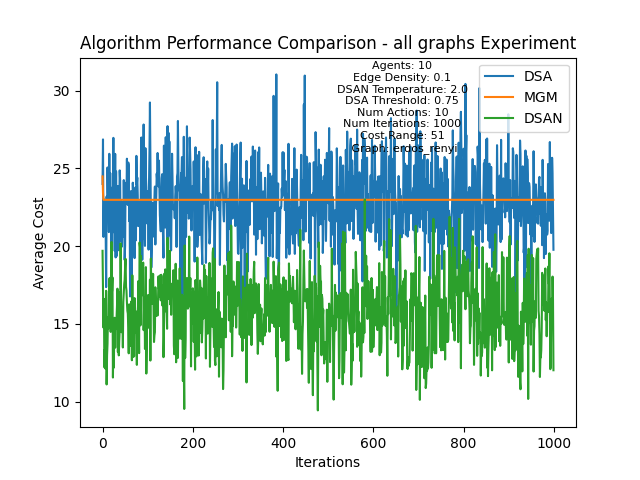 Algorithm Performance Comparison - all graphs Experiment
Agents: 10
Edge Density: 0.1
DSAN Temperature: 2.0
DSA Threshold: 0.75
Num Actions: 10
Num Iterations: 1000
Cost Range: 51
Graph: erdos_renyi
DSA
MGM
DSAN
Average Cost
30
25
20
15
10
0
200
400
600
800
1000
Iterations